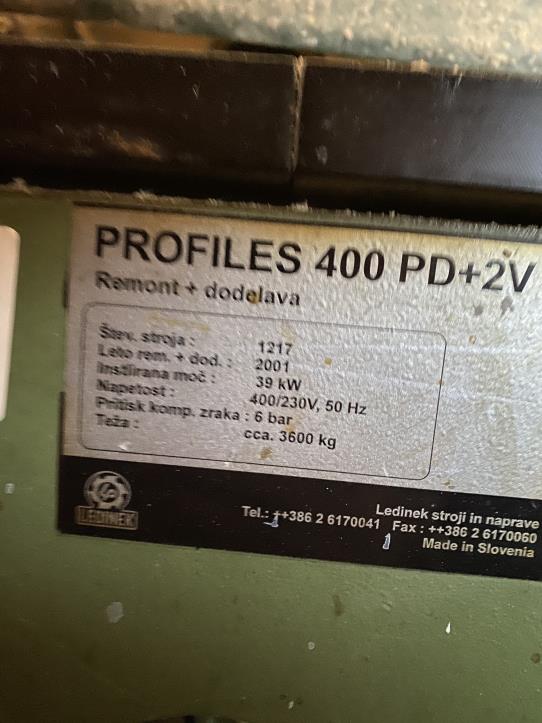 PROFILES 400 PD+2V
Remont + dodelava
Štev. stroja : 1217
Leto rem. + dod. : 2001
Instlirana moč : 39 kW
Napetost : 400/230V, 50 Hz
Pritisk komp. zraka : 6 bar
Teža : cca. 3600 kg
LEDINEK
Ledinek stroji in naprave
Tel.: ++386 2 6170041 Fax : ++386 2 6170060
Made in Slovenia